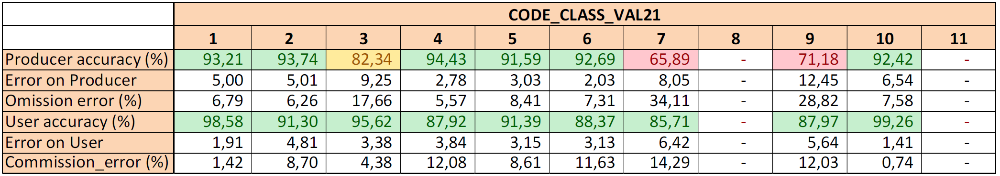 CODE_CLASS_VAL21
1 2 3 4 5 6 7 8 9 10 11
Producer accuracy (%) 93,21 93,74 82,34 94,43 91,59 92,69 65,89 - 71,18 92,42 -
Error on Producer 5,00 5,01 9,25 2,78 3,03 2,03 8,05 - 12,45 6,54 -
Omission error (%) 6,79 6,26 17,66 5,57 8,41 7,31 34,11 - 28,82 7,58 -
User accuracy (%) 98,58 91,30 95,62 87,92 91,39 88,37 85,71 - 87,97 99,26 -
Error on User 1,91 4,81 3,38 3,84 3,15 3,13 6,42 - 5,64 1,41 -
Commission_error (%) 1,42 8,70 4,38 12,08 8,61 11,63 14,29 - 12,03 0,74 -